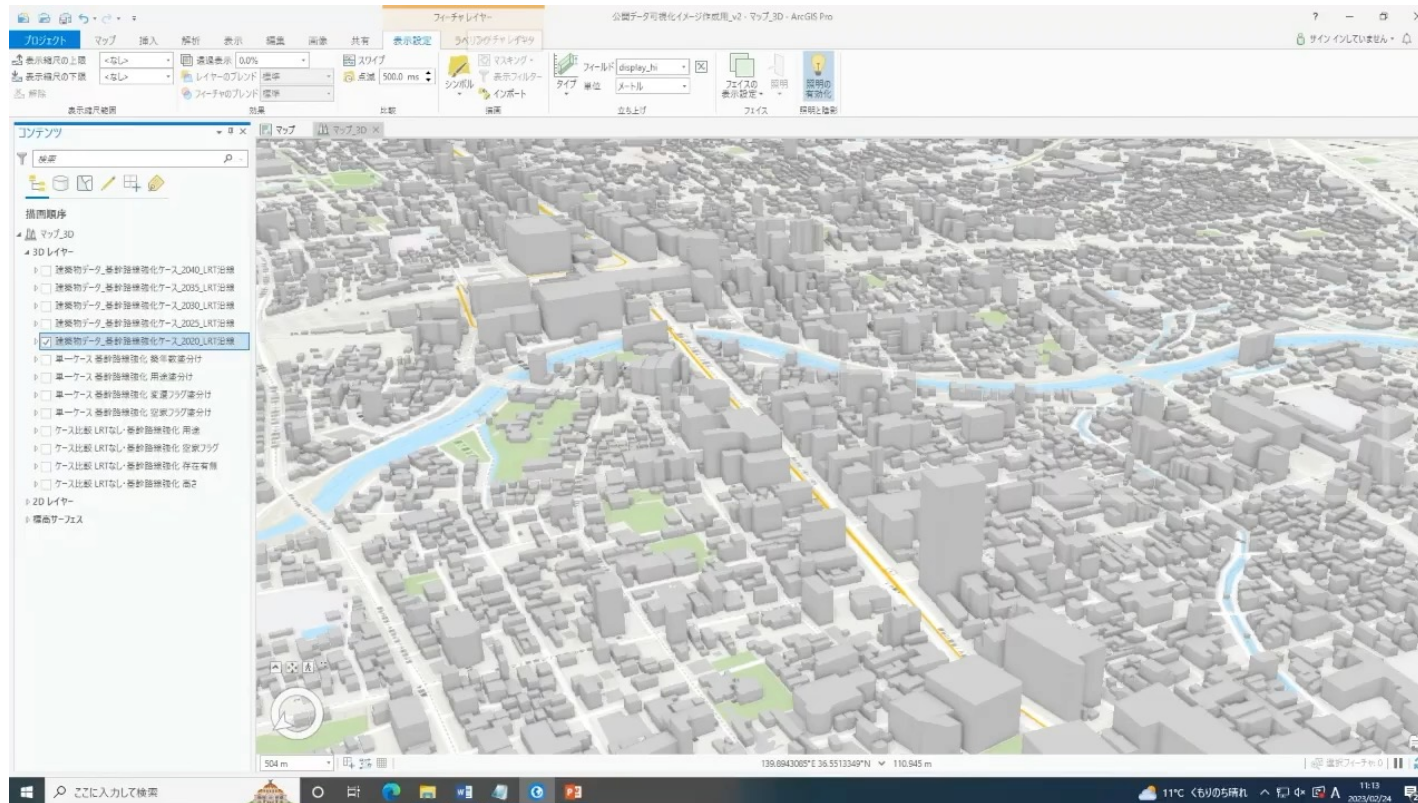 フィーチャ レイヤー
公開データ可視化イメージ作成用_v2 - マップ_3D - ArcGIS Pro
プロジェクト マップ 挿入 解析 表示 編集 画像 共有 表示設定
サイン インしていません
表示縮尺の上限 <なし>
表示縮尺の下限 <なし>
解除
表示縮尺範囲
透過表示 0.0%
レイヤーのブレンド 標準
フィーチャのブレンド 標準
効果
スワイプ
点滅 500.0 ms
比較
シンボル
マスキング
表示フィルター
インポート
描画
タイプ
フィールド display_hi
単位 メートル
立ち上げ
フェイスの
表示設定
照明
フェイス
照明の
有効化
照明と陰影
コンテンツ
マップ マップ_3D
検索
描画順序
マップ_3D
3D レイヤー
建築物データ_基幹路線強化ケース_2040_LRT沿線
建築物データ_基幹路線強化ケース_2035_LRT沿線
建築物データ_基幹路線強化ケース_2030_LRT沿線
建築物データ_基幹路線強化ケース_2025_LRT沿線
建築物データ_基幹路線強化ケース_2020_LRT沿線
単一ケース 基幹路線強化 築年数塗分け
単一ケース 基幹路線強化 用途塗分け
単一ケース 基幹路線強化 変遷フラグ塗分け
単一ケース 基幹路線強化 空家フラグ塗分け
ケース比較 LRTなし・基幹路線強化 用途
ケース比較 LRTなし・基幹路線強化 空家フラグ
ケース比較 LRTなし・基幹路線強化 存在有無
ケース比較 LRTなし・基幹路線強化 高さ
2D レイヤー
標高サーフェス
504 m
139.8943085°E 36.5513349°N 110.945 m
選択フィーチャ: 0
ここに入力して検索
11°C くもりのち晴れ
A
11:13
2023/02/24